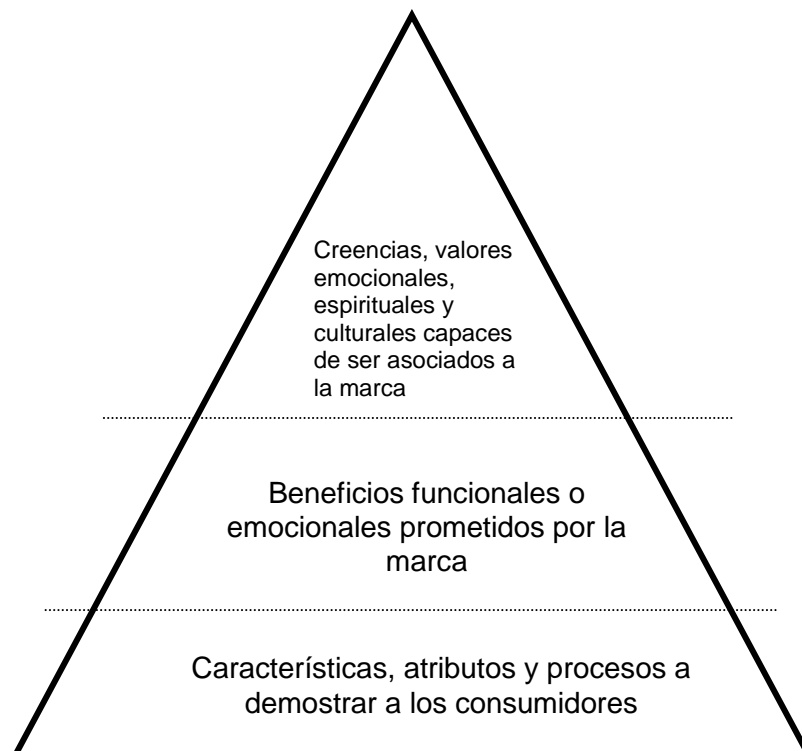 Creencias, valores
emocionales,
espirituales y
culturales capaces
de ser asociados a
la marca
Beneficios funcionales o
emocionales prometidos por la
marca
Características, atributos y procesos a
demostrar a los consumidores